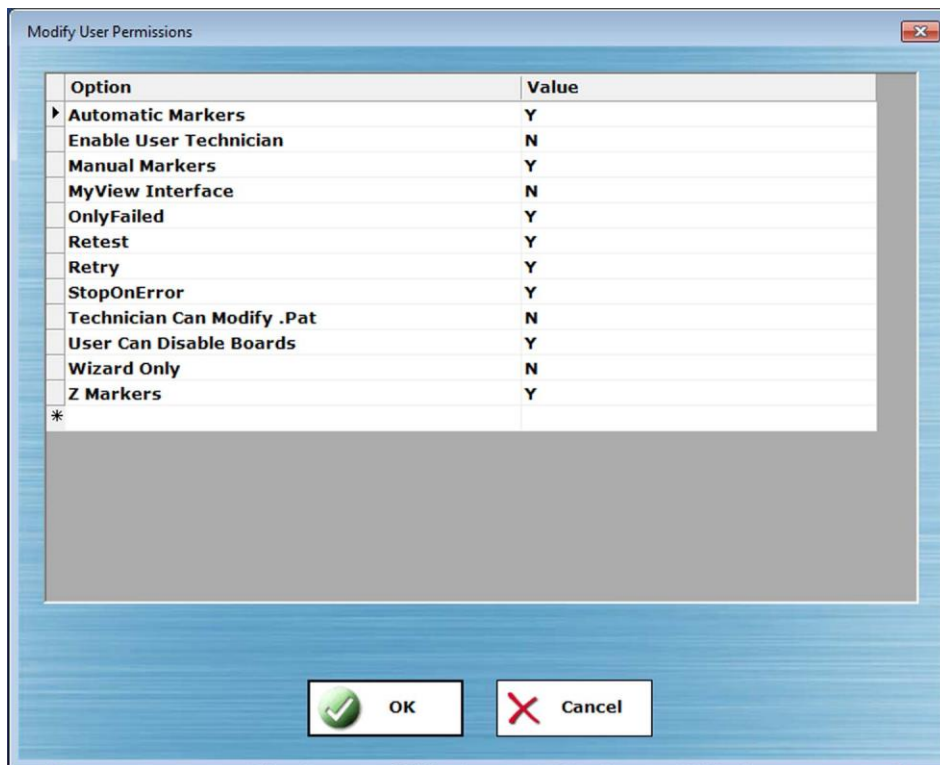 Modify User Permissions
Option Value
Automatic Markers Y
Enable User Technician N
Manual Markers Y
MyView Interface N
OnlyFailed Y
Retest Y
Retry Y
StopOnError Y
Technician Can Modify .Pat N
User Can Disable Boards Y
Wizard Only N
Z Markers Y
*
OK Cancel